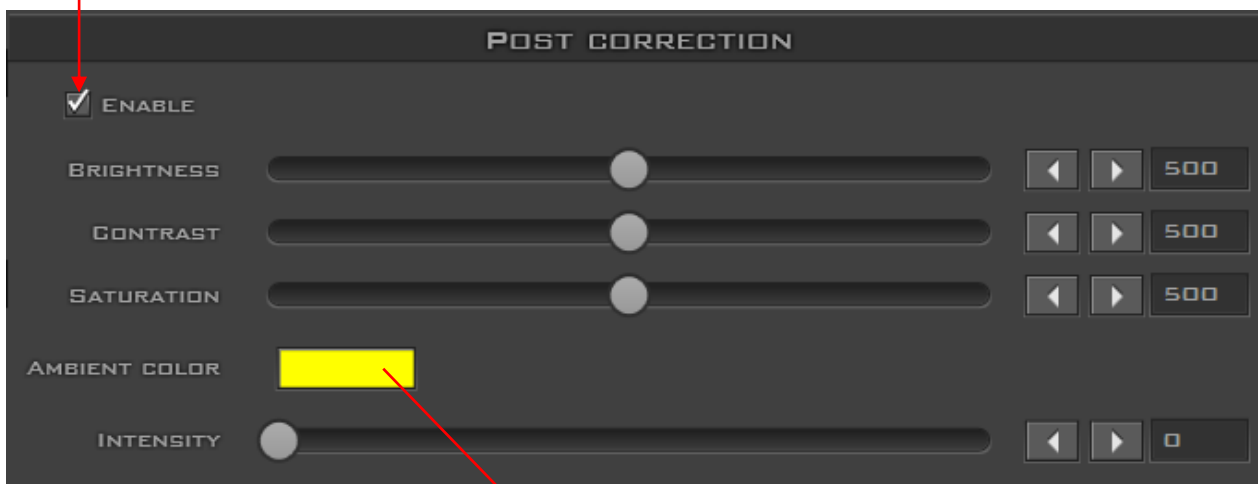 POST CORRECTION
ENABLE
BRIGHTNESS 500
CONTRAST 500
SATURATION 500
AMBIENT COLOR
INTENSITY 0